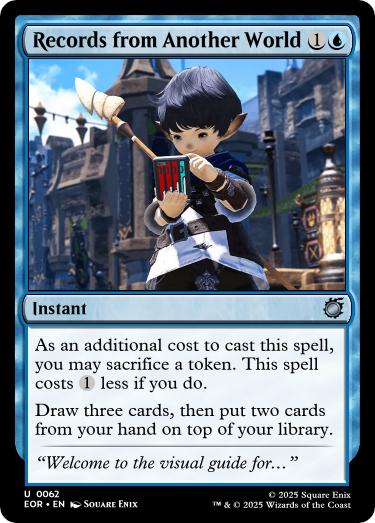 Records from Another World 1
Instant
As an additional cost to cast this spell,
you may sacrifice a token. This spell
costs 1 less if you do.
Draw three cards, then put two cards
from your hand on top of your library.
“Welcome to the visual guide for…”
U 0062
EOR • EN Square Enix
© 2025 Square Enix
™ & © 2025 Wizards of the Coast